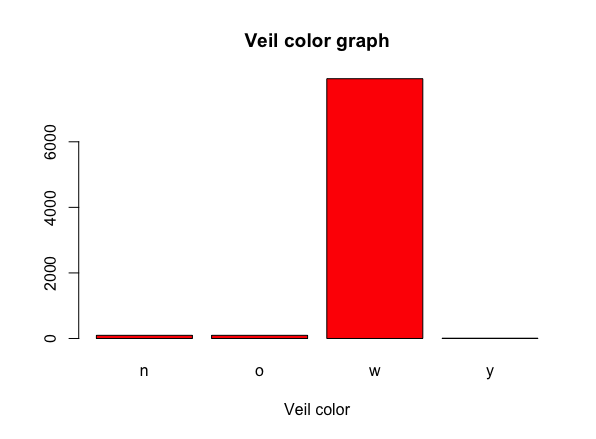 Veil color graph
6000
4000
2000
0
n o w y
Veil color